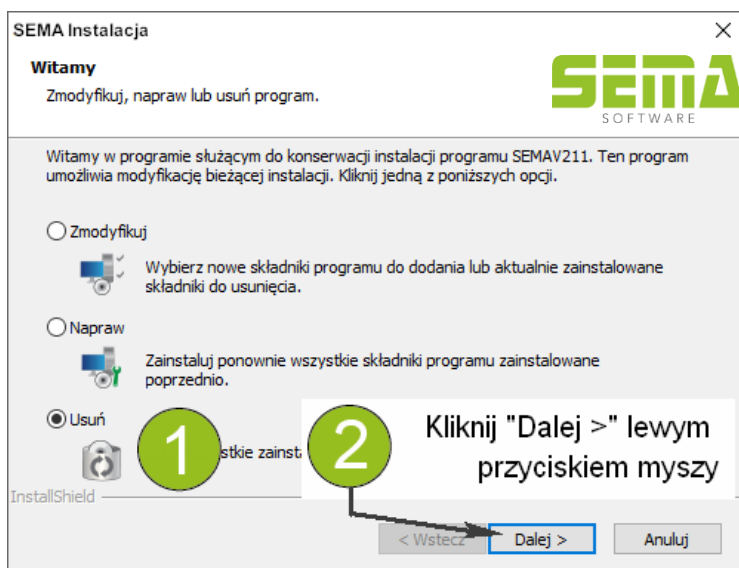 SEMA Instalacja
Witamy
Zmodyfikuj, napraw lub usuń program.
SEMA
SOFTWARE
Witamy w programie służącym do konserwacji instalacji programu SEMAV211. Ten program
umożliwia modyfikację bieżącej instalacji. Kliknij jedną z poniższych opcji.
Zmodyfikuj
Wybierz nowe składniki programu do dodania lub aktualnie zainstalowane
składniki do usunięcia.
Napraw
Zainstaluj ponownie wszystkie składniki programu zainstalowane
poprzednio.
Usuń
1
2
Kliknij "Dalej >" lewym
przyciskiem myszy
InstallShield
< Wstecz
Dalej >
Anuluj